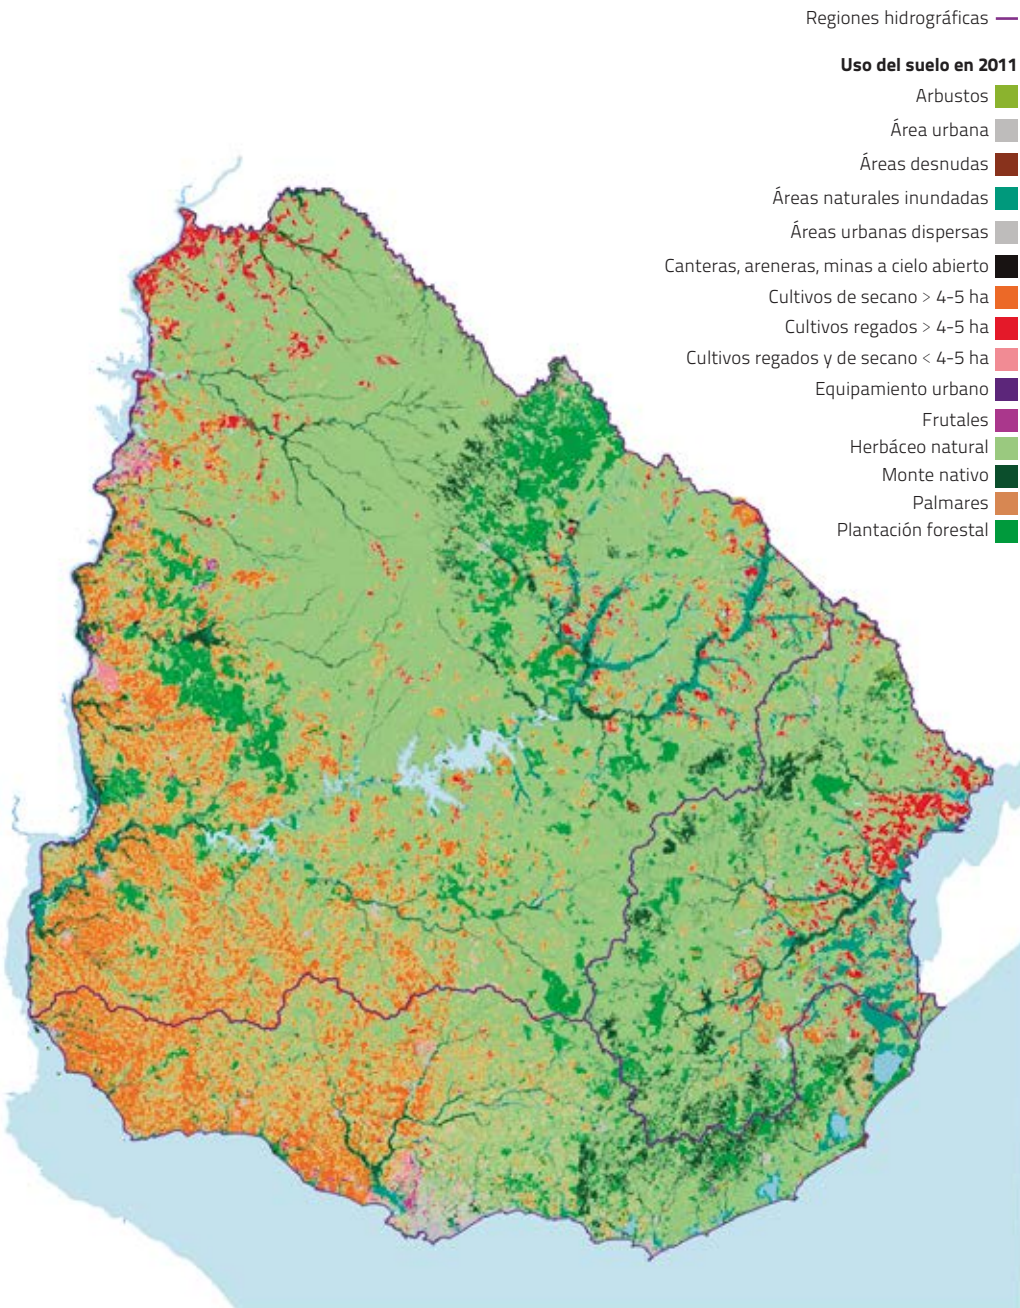 Regiones hidrográficas
Uso del suelo en 2011
Arbustos
Área urbana
Áreas desnudas
Áreas naturales inundadas
Áreas urbanas dispersas
Canteras, areneras, minas a cielo abierto
Cultivos de secano > 4-5 ha
Cultivos regados > 4-5 ha
Cultivos regados y de secano < 4-5 ha
Equipamiento urbano
Frutales
Herbáceo natural
Monte nativo
Palmares
Plantación forestal